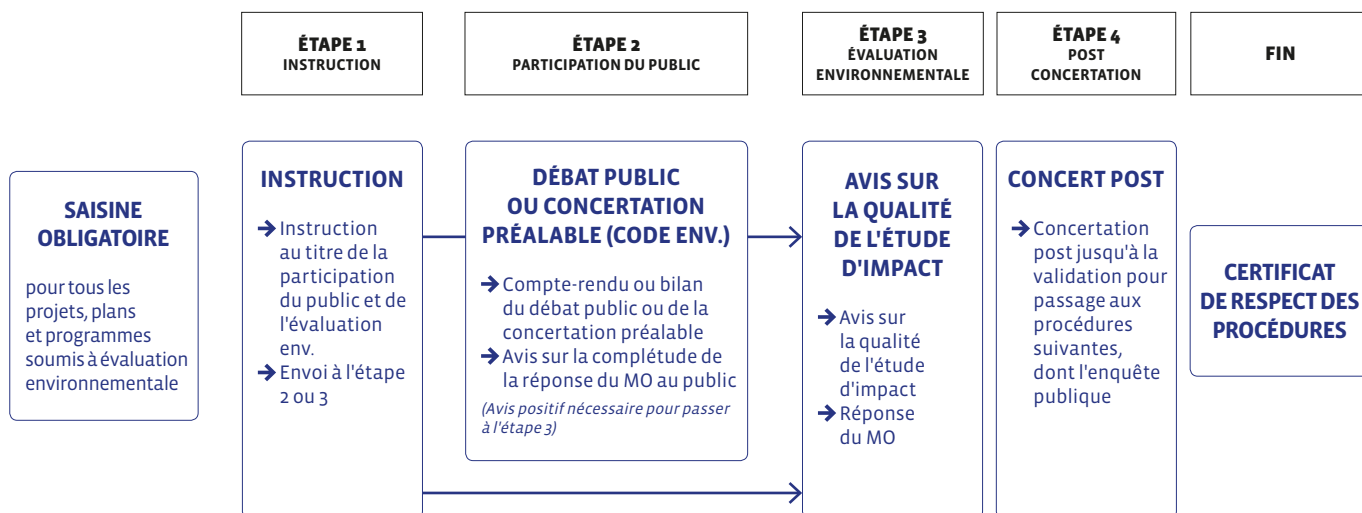 ÉTAPE 1
INSTRUCTION
ÉTAPE 2
PARTICIPATION DU PUBLIC
ÉTAPE 3
ÉVALUATION
ENVIRONNEMENTALE
ÉTAPE 4
POST
CONCERTATION
FIN
SAISINE
OBLIGATOIRE
pour tous les
projets, plans
et programmes
soumis à évaluation
environnementale
INSTRUCTION
→ Instruction
au titre de la
participation
du public et de
l'évaluation
env.
→ Envoi à l'étape
2 ou 3
DÉBAT PUBLIC
OU CONCERTATION
PRÉALABLE (CODE ENV.)
→ Compte-rendu ou bilan
du débat public ou de la
concertation préalable
→ Avis sur la complétude de
la réponse du MO au public
(Avis positif nécessaire pour passer
à l'étape 3)
AVIS SUR
LA QUALITÉ
DE L'ÉTUDE
D'IMPACT
→ Avis sur
la qualité
de l'étude
d'impact
→ Réponse
du MO
CONCERT POST
→ Concertation
post jusqu'à la
validation pour
passage aux
procédures
suivantes,
dont l'enquête
publique
CERTIFICAT
DE RESPECT DES
PROCÉDURES